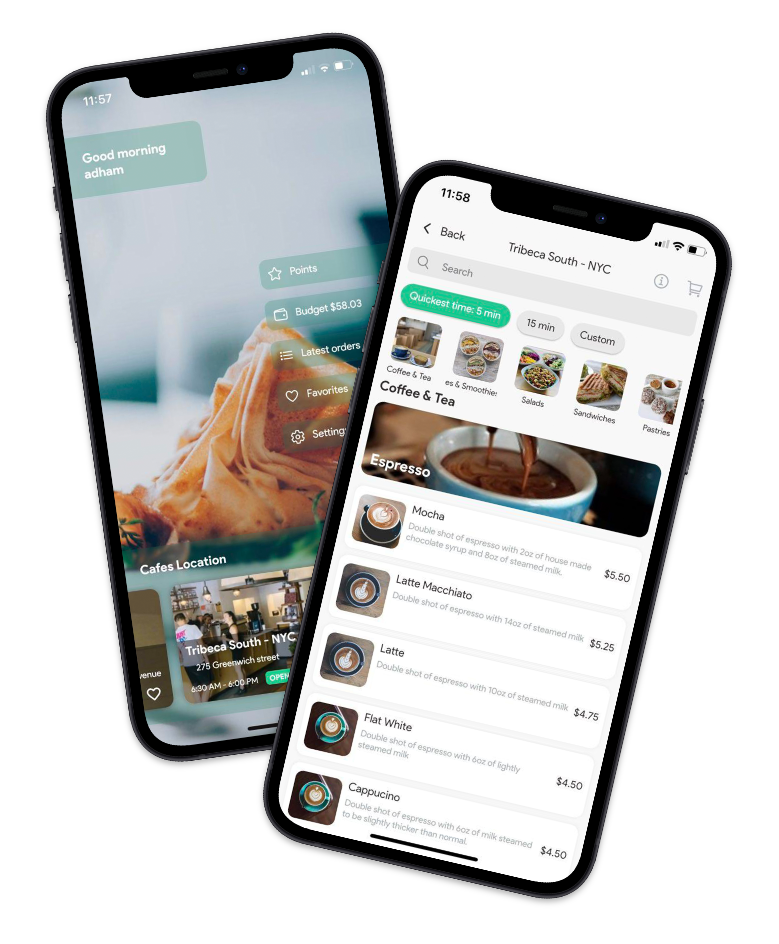 11:57
Good morning
adham
Points
Budget $58.03
Latest orders
Favorites
Cafes Location
Tribeca South - NYC
275 Greenwich street
6:30 AM - 6:00 PM
11:58
Back
Tribeca South - NYC
Search
Quickest time: 5 min
15 min
Custom
Coffee & Tea
es & Smoothies
Salads
Sandwiches
Pastries
Coffee & Tea
Espresso
Mocha
Double shot of espresso with 2oz of house made
chocolate syrup and 8oz of steamed milk.
$5.50
Latte Macchiato
Double shot of espresso with 14oz of steamed milk
$5.25
Latte
Double shot of espresso with 10oz of steamed milk
$4.75
Flat White
Double shot of espresso with 6oz of lightly
steamed milk
$4.50
Cappucino
Double shot of espresso with 6oz of milk steamed
to be slightly thicker than normal.
$4.50